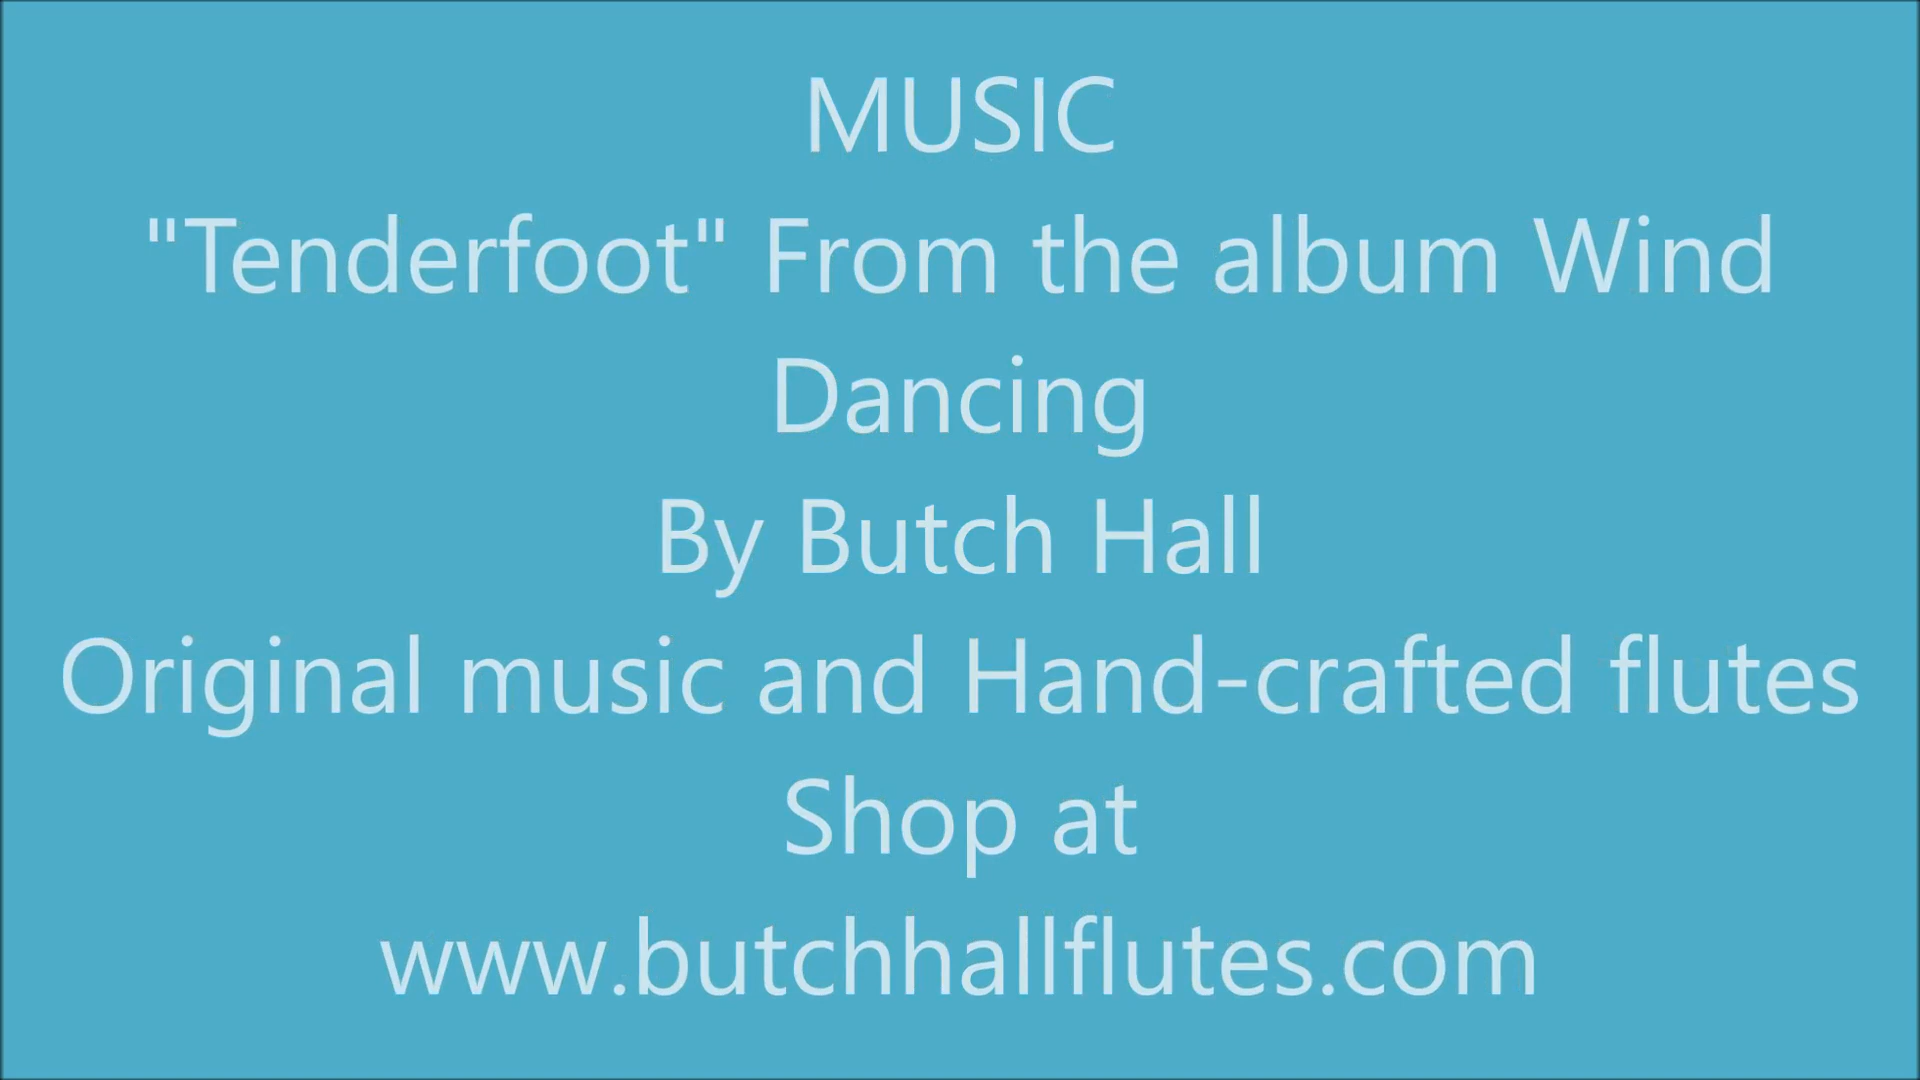 MUSIC
"Tenderfoot" From the album Wind
Dancing
By Butch Hall
Original music and Hand-crafted flutes
Shop at
www.butchhallflutes.com